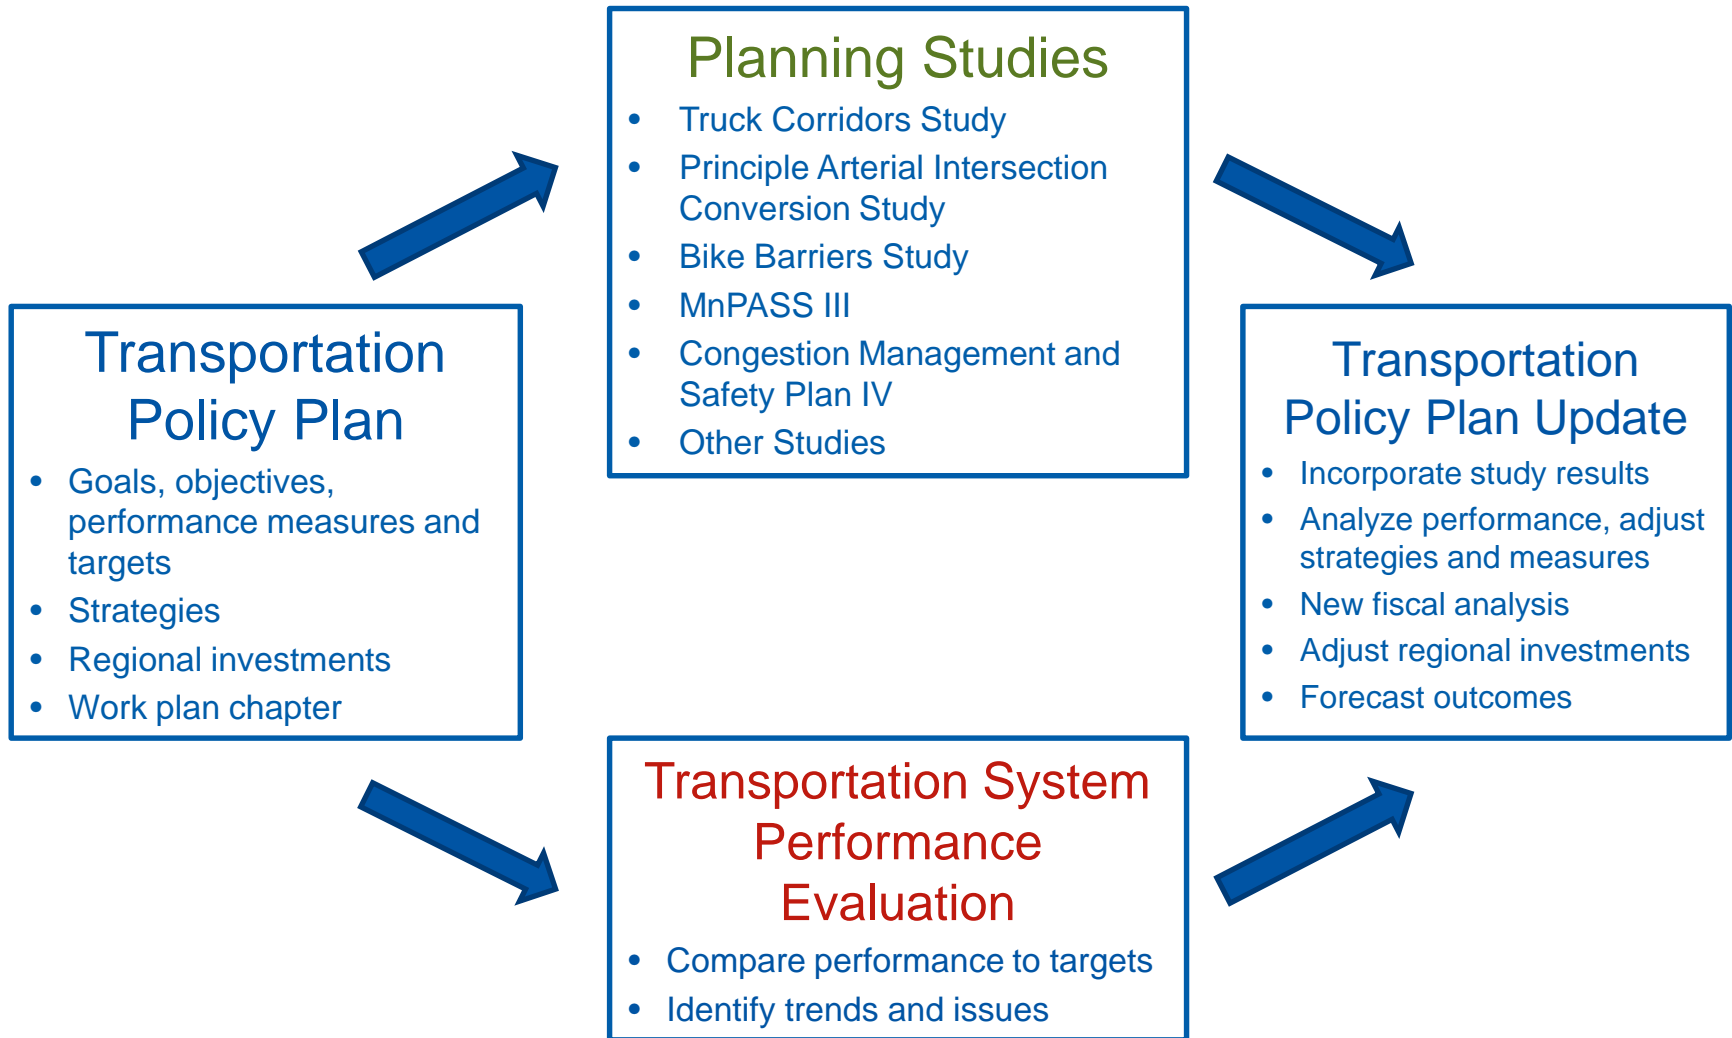 Planning Studies
• Truck Corridors Study
• Principle Arterial Intersection
Conversion Study
• Bike Barriers Study
• MnPASS III
• Congestion Management and
Safety Plan IV
• Other Studies
Transportation
Policy Plan
• Goals, objectives,
performance measures and
targets
• Strategies
• Regional investments
• Work plan chapter
Transportation
Policy Plan Update
• Incorporate study results
• Analyze performance, adjust
strategies and measures
• New fiscal analysis
• Adjust regional investments
• Forecast outcomes
Transportation System
Performance
Evaluation
• Compare performance to targets
• Identify trends and issues